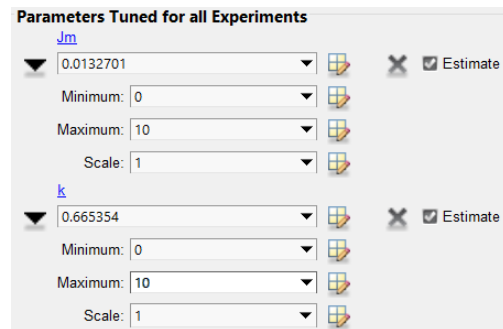 Parameters Tuned for all Experiments
Jm
0.0132701 Estimate
Minimum: 0
Maximum: 10
Scale: 1
k
0.665354 Estimate
Minimum: 0
Maximum: 10
Scale: 1